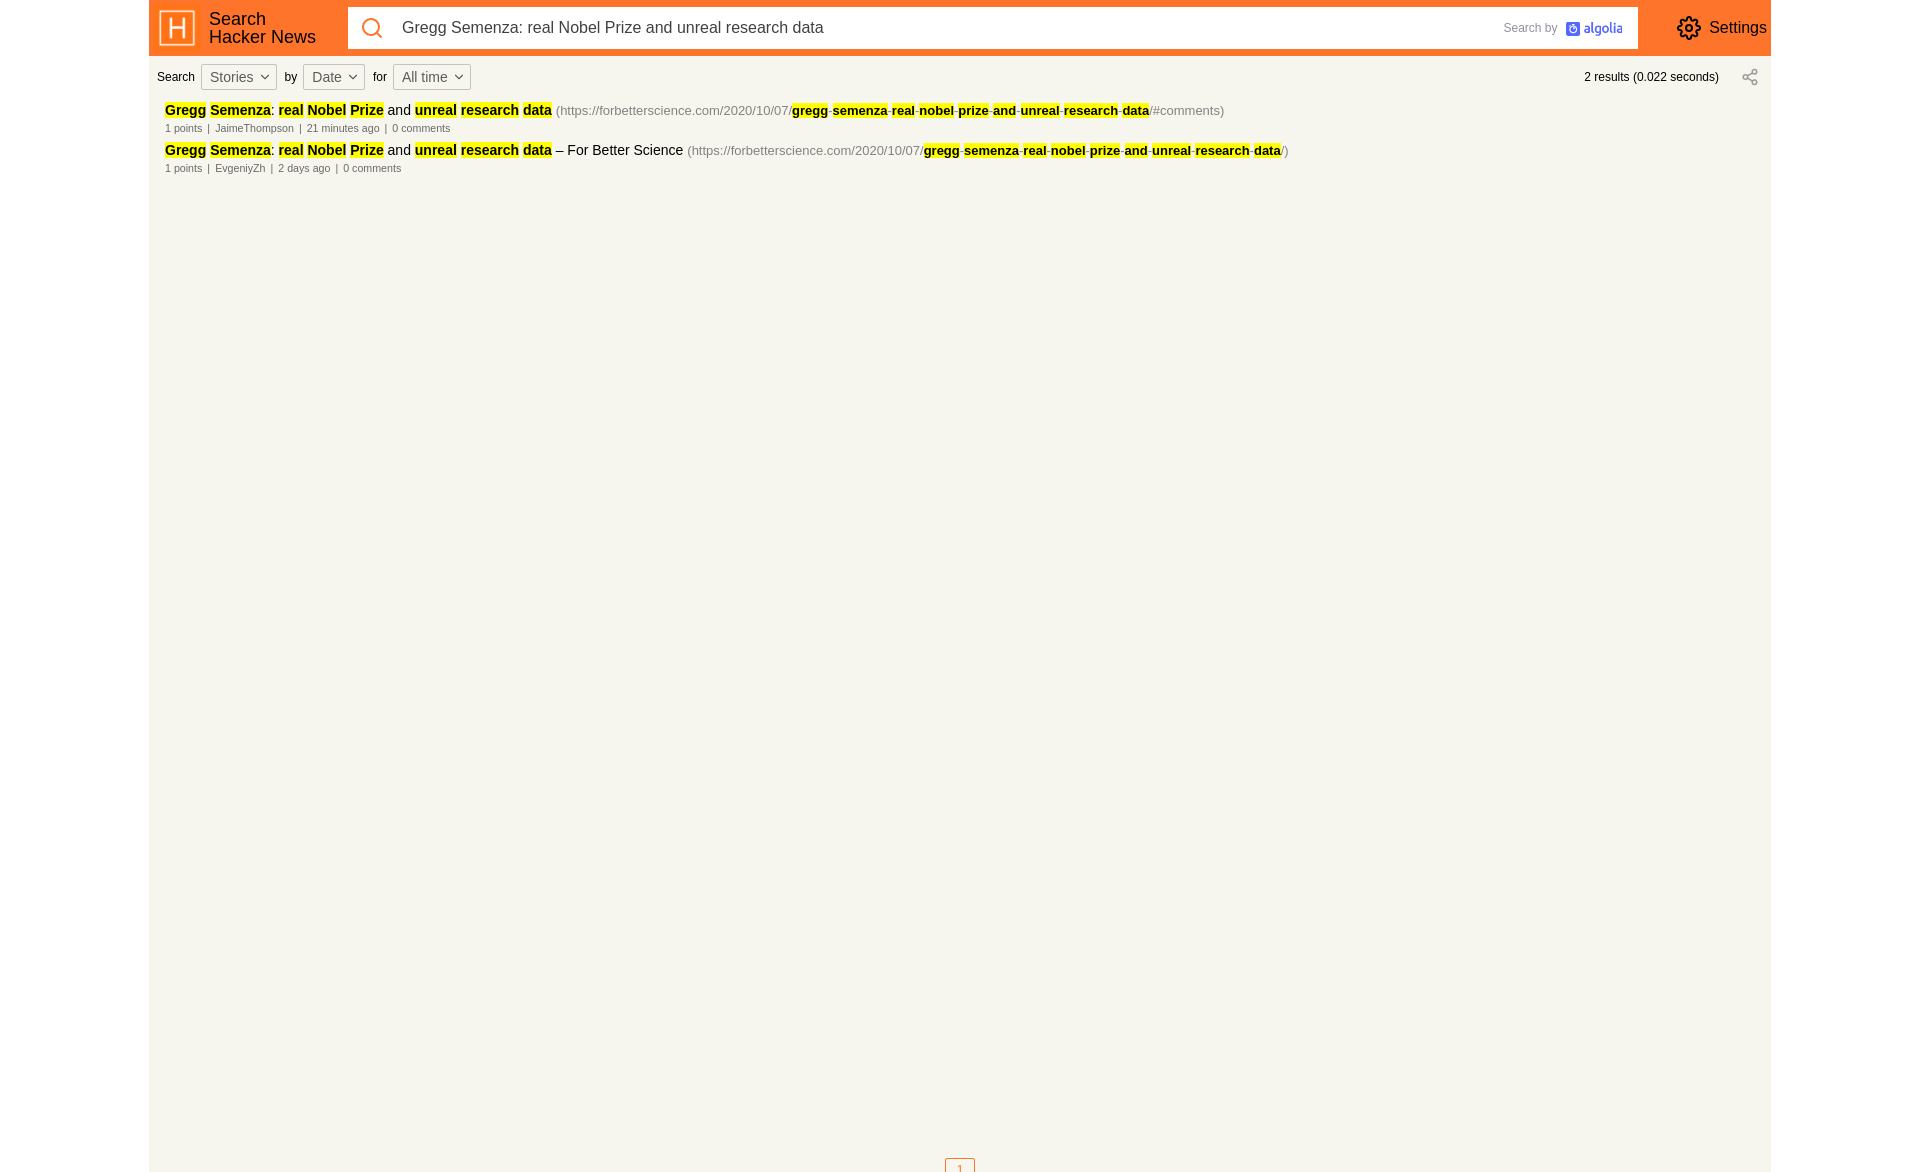 H
Search
Hacker News
Gregg Semenza: real Nobel Prize and unreal research data
Search by algolia
Settings
Search Stories by Date for All time
2 results (0.022 seconds)
Gregg Semenza: real Nobel Prize and unreal research data (https://forbetterscience.com/2020/10/07/gregg-semenza-real-nobel-prize-and-unreal-research-data/#comments)
1 points | JaimeThompson | 21 minutes ago | 0 comments
Gregg Semenza: real Nobel Prize and unreal research data – For Better Science (https://forbetterscience.com/2020/10/07/gregg-semenza-real-nobel-prize-and-unreal-research-data/)
1 points | EvgeniyZh | 2 days ago | 0 comments
1